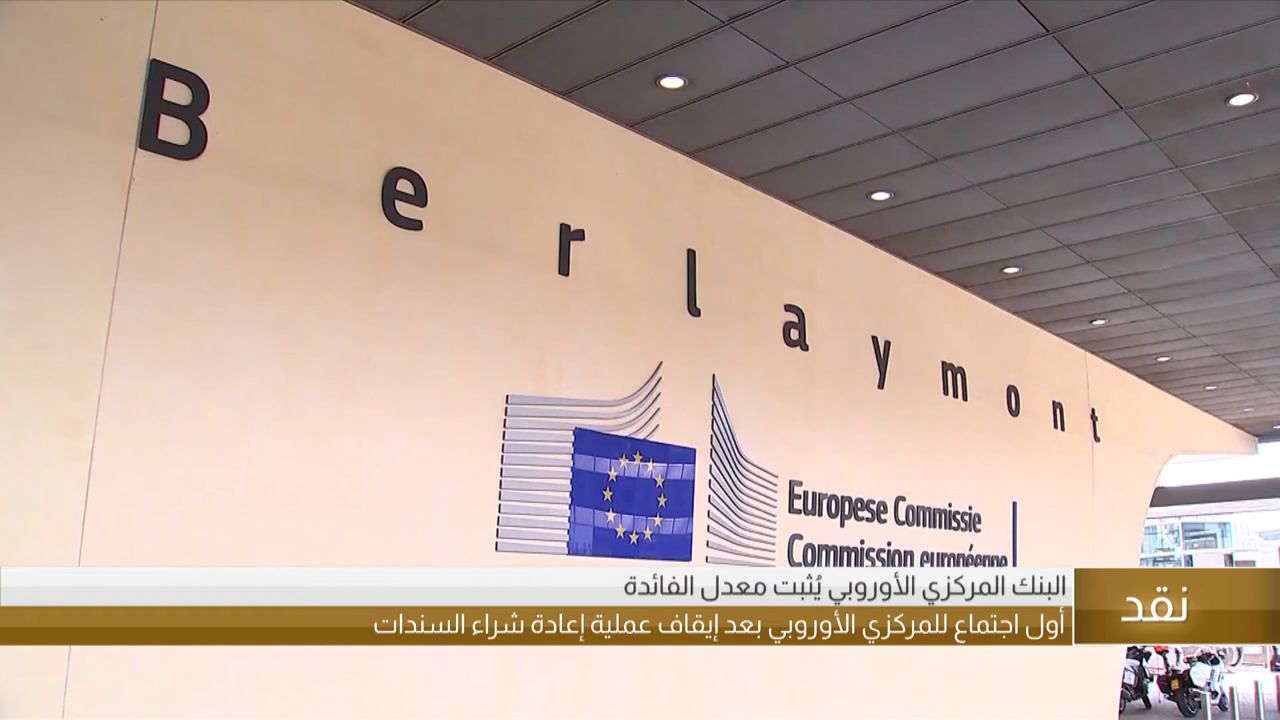 Berlaymont
Europese Commissie
Commission européenne
البنك المركزي الأوروبي يُثبت معدل الفائدة
نقد
أول اجتماع للمركزي الأوروبي بعد إيقاف عملية إعادة شراء السندات